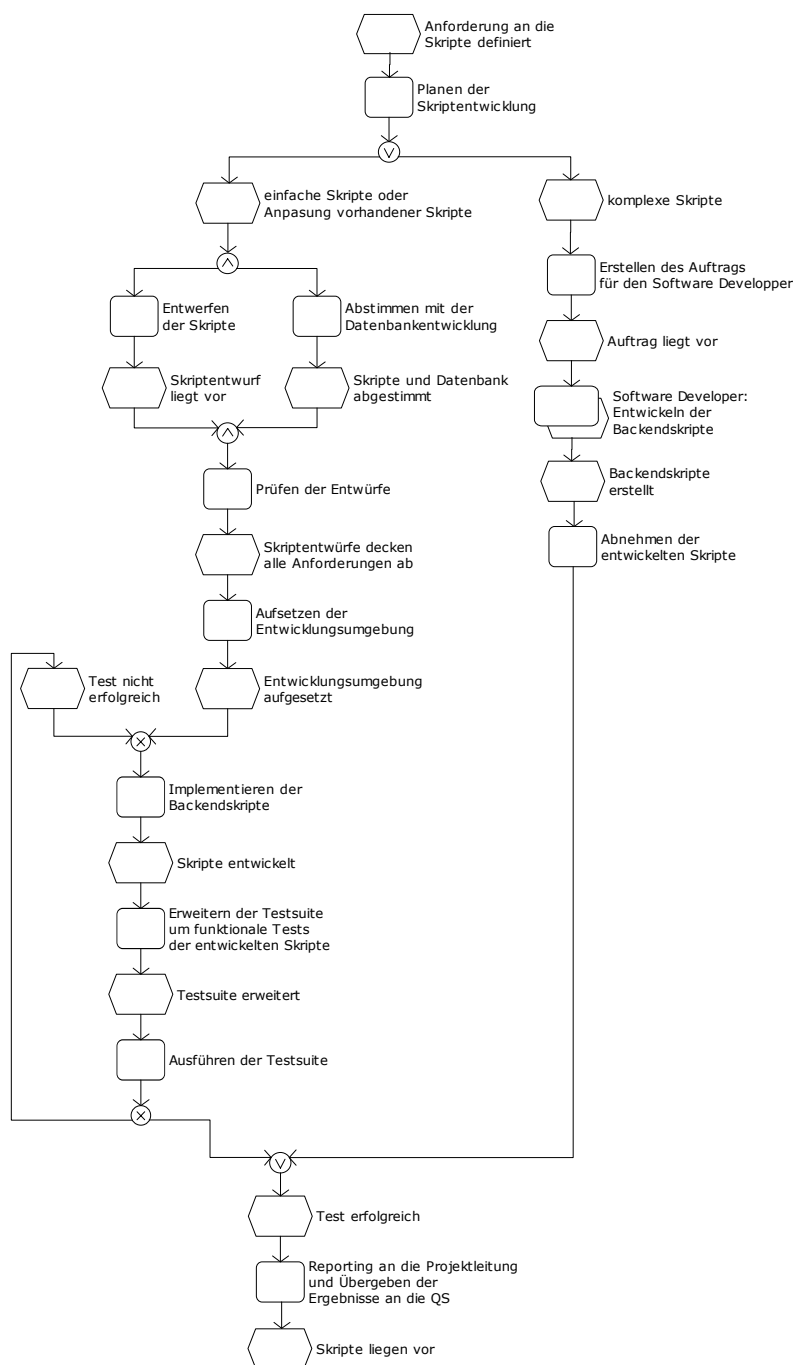 Anforderung an die
Skripte definiert
Planen der
Skriptentwicklung
einfache Skripte oder
Anpasung vorhandener Skripte
komplexe Skripte
Erstellen des Auftrags
für den Software Developper
Entwerfen
der Skripte
Abstimmen mit der
Datenbankentwicklung
Auftrag liegt vor
Skriptentwurf
liegt vor
Skripte und Datenbank
abgestimmt
Software Developer:
Entwickeln der
Backendskripte
Prüfen der Entwürfe
Backendskripte
erstellt
Skriptentwürfe decken
alle Anforderungen ab
Abnehmen der
entwickelten Skripte
Aufsetzen der
Entwicklungsumgebung
Test nicht
erfolgreich
Entwicklungsumgebung
aufgesetzt
Implementieren der
Backendskripte
Skripte entwickelt
Erweitern der Testsuite
um funktionale Tests
der entwickelten Skripte
Testsuite erweitert
Ausführen der Testsuite
Test erfolgreich
Reporting an die Projektleitung
und Übergeben der
Ergebnisse an die QS
Skripte liegen vor